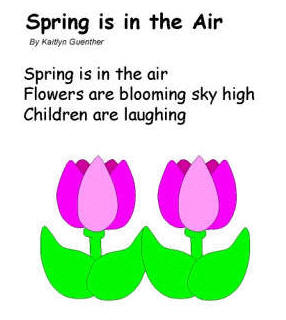 Spring is in the Air
By Kaitlyn Guenther
Spring is in the air
Flowers are blooming sky high
Children are laughing